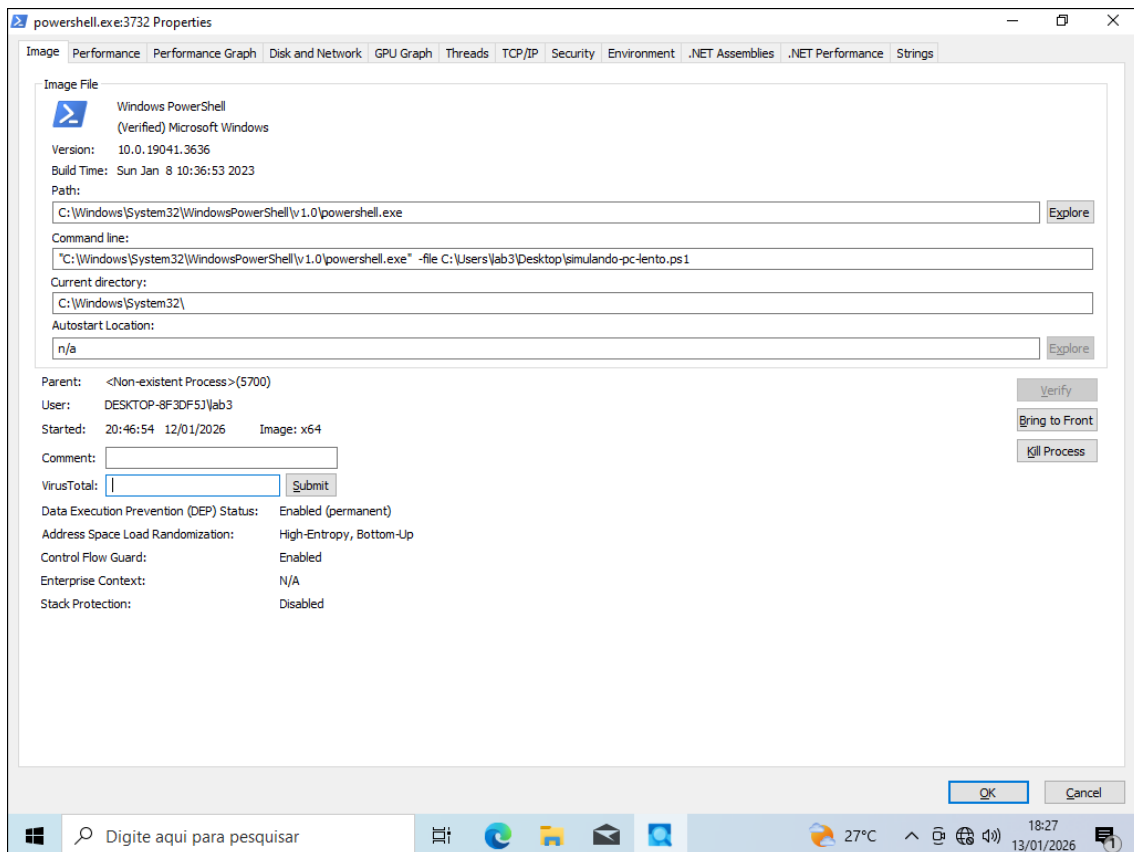 powershell.exe:3732 Properties
Image Performance Performance Graph Disk and Network GPU Graph Threads TCP/IP Security Environment .NET Assemblies .NET Performance Strings
Image File
Windows PowerShell
(Verified) Microsoft Windows
Version: 10.0.19041.3636
Build Time: Sun Jan 8 10:36:53 2023
Path:
C:\Windows\System32\WindowsPowerShell\v1.0\powershell.exe Explore
Command line:
"C:\Windows\System32\WindowsPowerShell\v1.0\powershell.exe" -file C:\Users\lab3\Desktop\simulando-pc-lento.ps1
Current directory:
C:\Windows\System32\
Autostart Location:
n/a Explore
Parent: <Non-existent Process>(5700) Verify
User: DESKTOP-8F3DF5J\lab3
Started: 20:46:54 12/01/2026 Image: x64 Bring to Front
Comment: Kill Process
VirusTotal: Submit
Data Execution Prevention (DEP) Status: Enabled (permanent)
Address Space Load Randomization: High-Entropy, Bottom-Up
Control Flow Guard: Enabled
Enterprise Context: N/A
Stack Protection: Disabled
OK Cancel
Digite aqui para pesquisar 27°C 18:27
13/01/2026 1